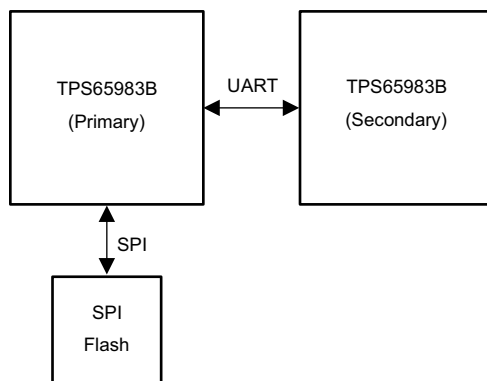 TPS65983B
(Primary)
UART
TPS65983B
(Secondary)
SPI
SPI
Flash